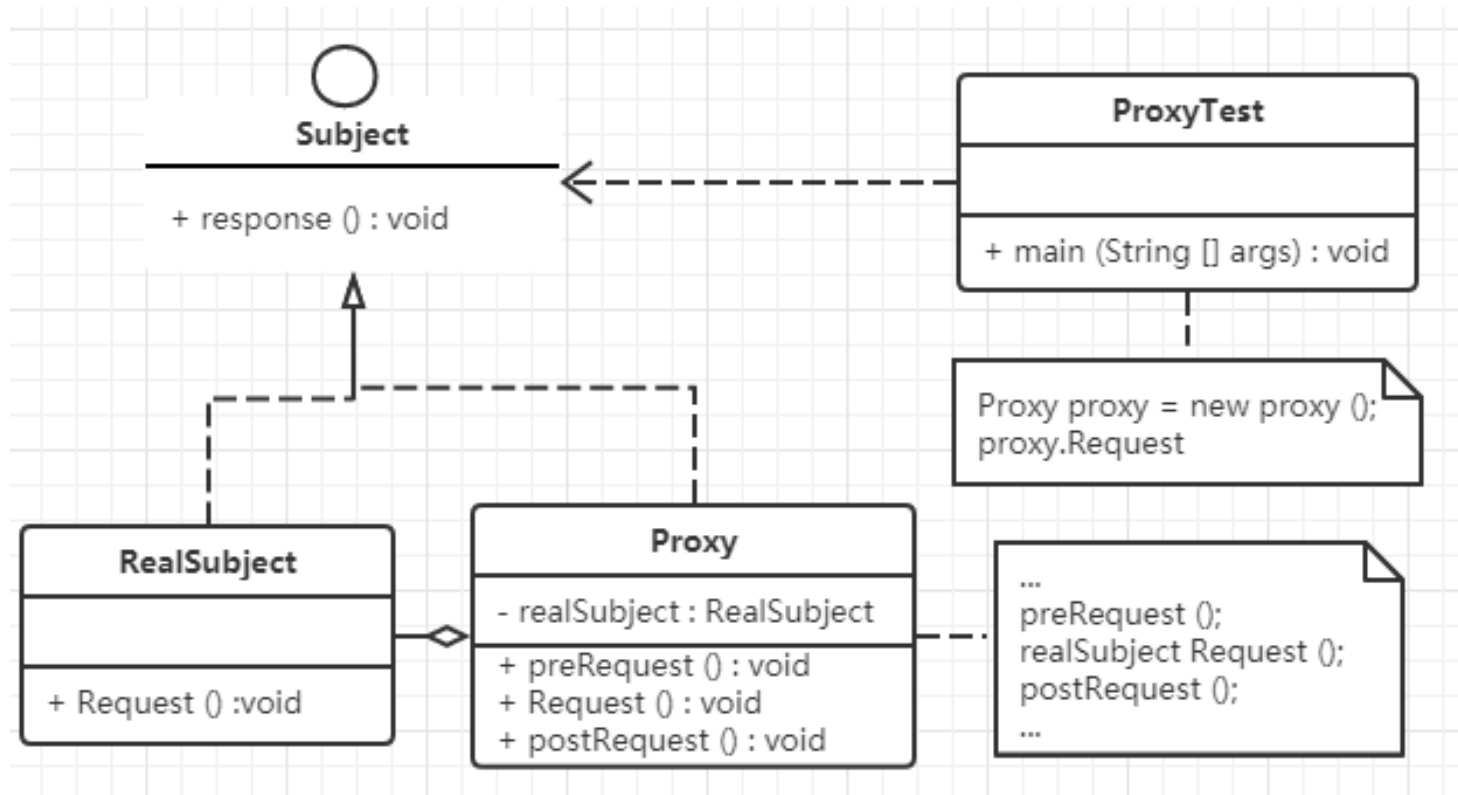 Subject
+ response () : void
ProxyTest
+ main (String [] args) : void
Proxy proxy = new proxy ();
proxy.Request
RealSubject
+ Request () :void
Proxy
- realSubject : RealSubject
+ preRequest () : void
+ Request () : void
+ postRequest () : void
...
preRequest ();
realSubject Request ();
postRequest ();
...